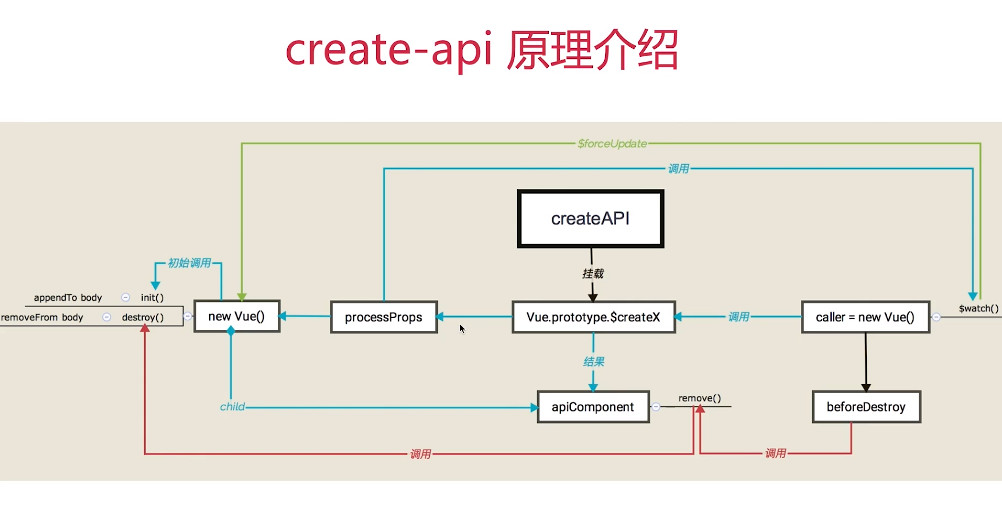 create-api 原理介绍
$forceUpdate
调用
createAPI
挂载
初始调用
appendTo body
init()
removeFrom body
destroy()
new Vue()
processProps
Vue.prototype.$createX
调用
caller = new Vue()
$watch()
结果
child
apiComponent
remove()
beforeDestroy
调用
调用